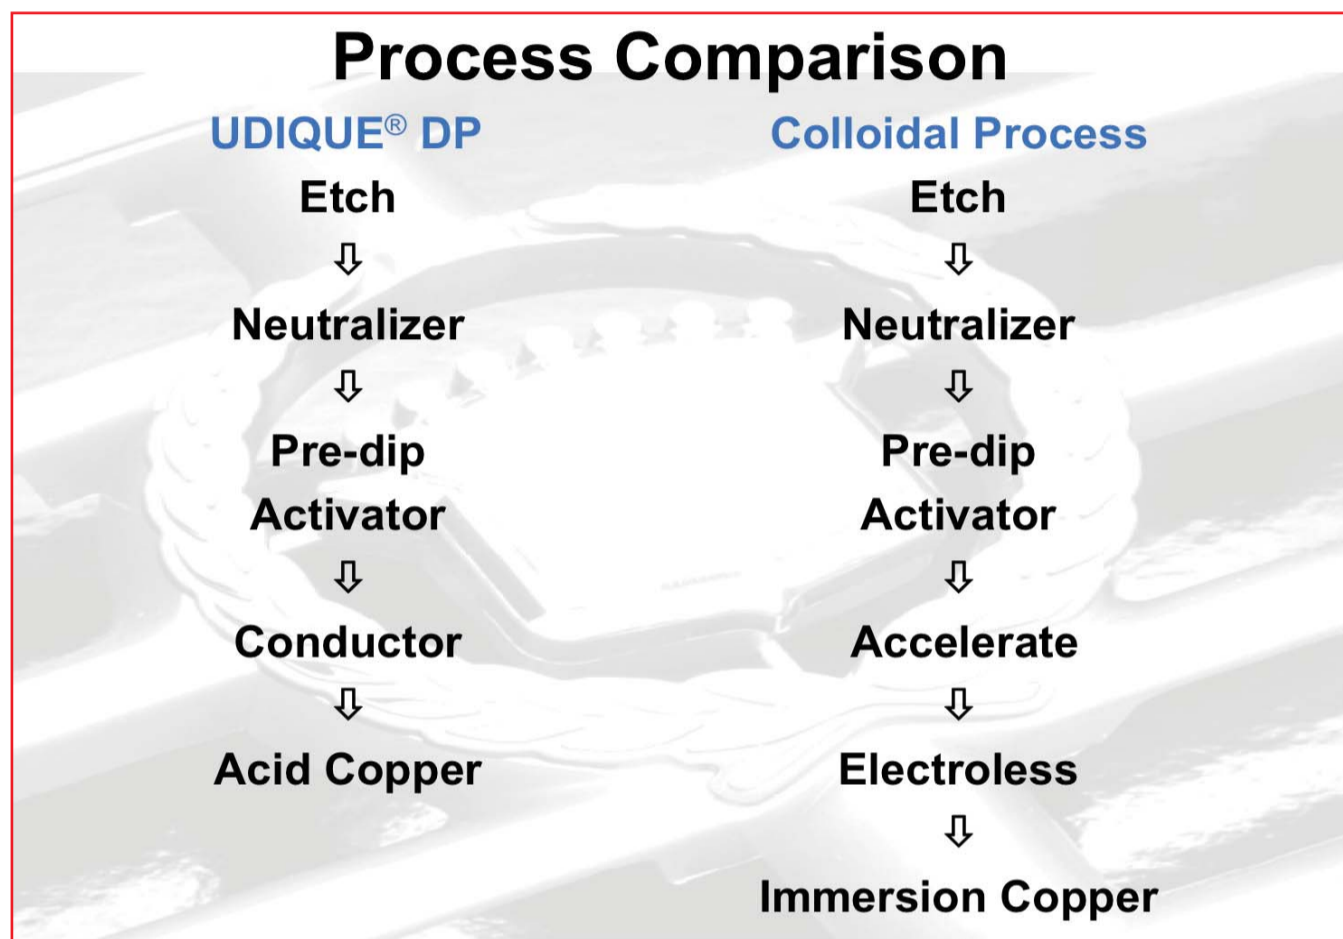 Process Comparison
UDIQUE® DP
Etch
⇩
Neutralizer
⇩
Pre-dip
Activator
⇩
Conductor
⇩
Acid Copper
Colloidal Process
Etch
⇩
Neutralizer
⇩
Pre-dip
Activator
⇩
Accelerate
⇩
Electroless
⇩
Immersion Copper